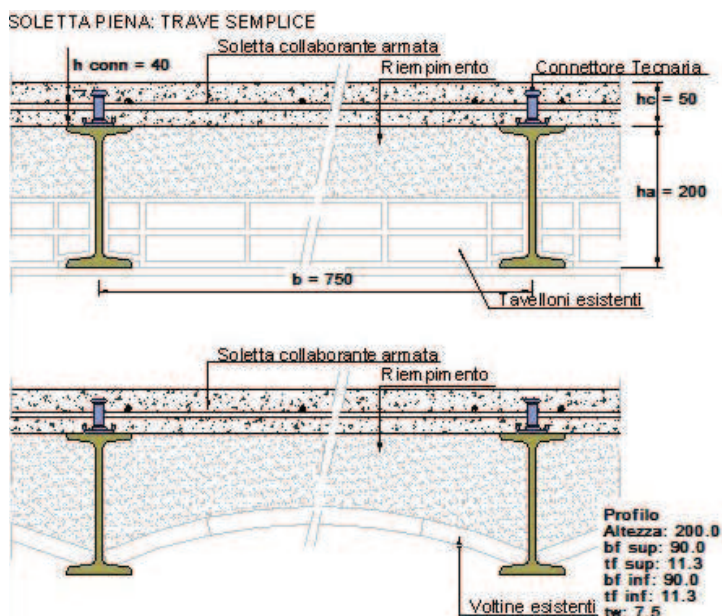 SOLETTA PIENA: TRAVE SEMPLICE
Soletta collaborante armata
h conn = 40
Riempimento
Connettore Tecnaria
hc = 50
ha = 200
b = 750
Tavelloni esistenti
Soletta collaborante armata
Riempimento
Profilo
Altezza: 200.0
bf sup: 90.0
tf sup: 11.3
bf inf: 90.0
tf inf: 11.3
tw: 7.5
Voltine esistenti